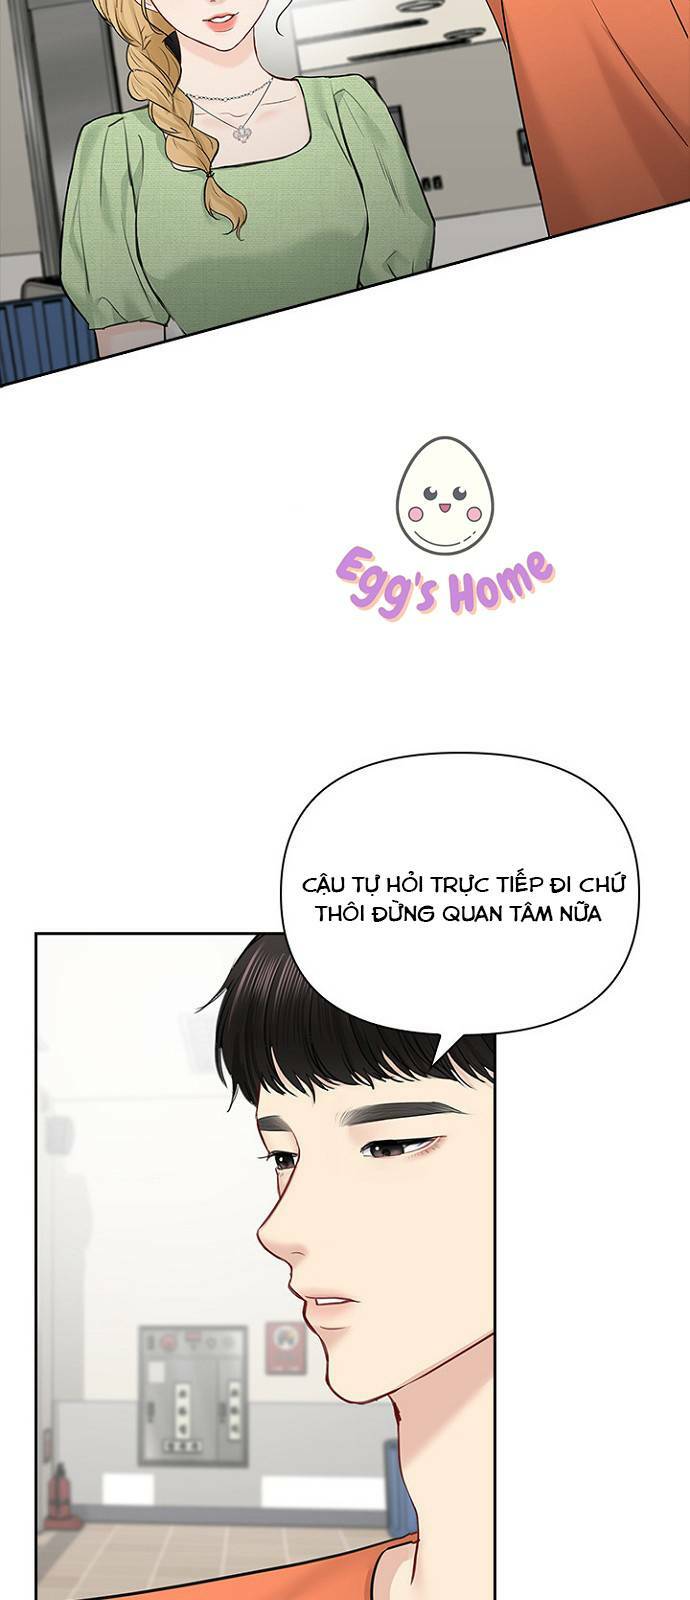 Egg's Home
CẬU TỰ HỎI TRỰC TIẾP ĐI CHỨ
THÔI ĐỪNG QUAN TÂM NỮA